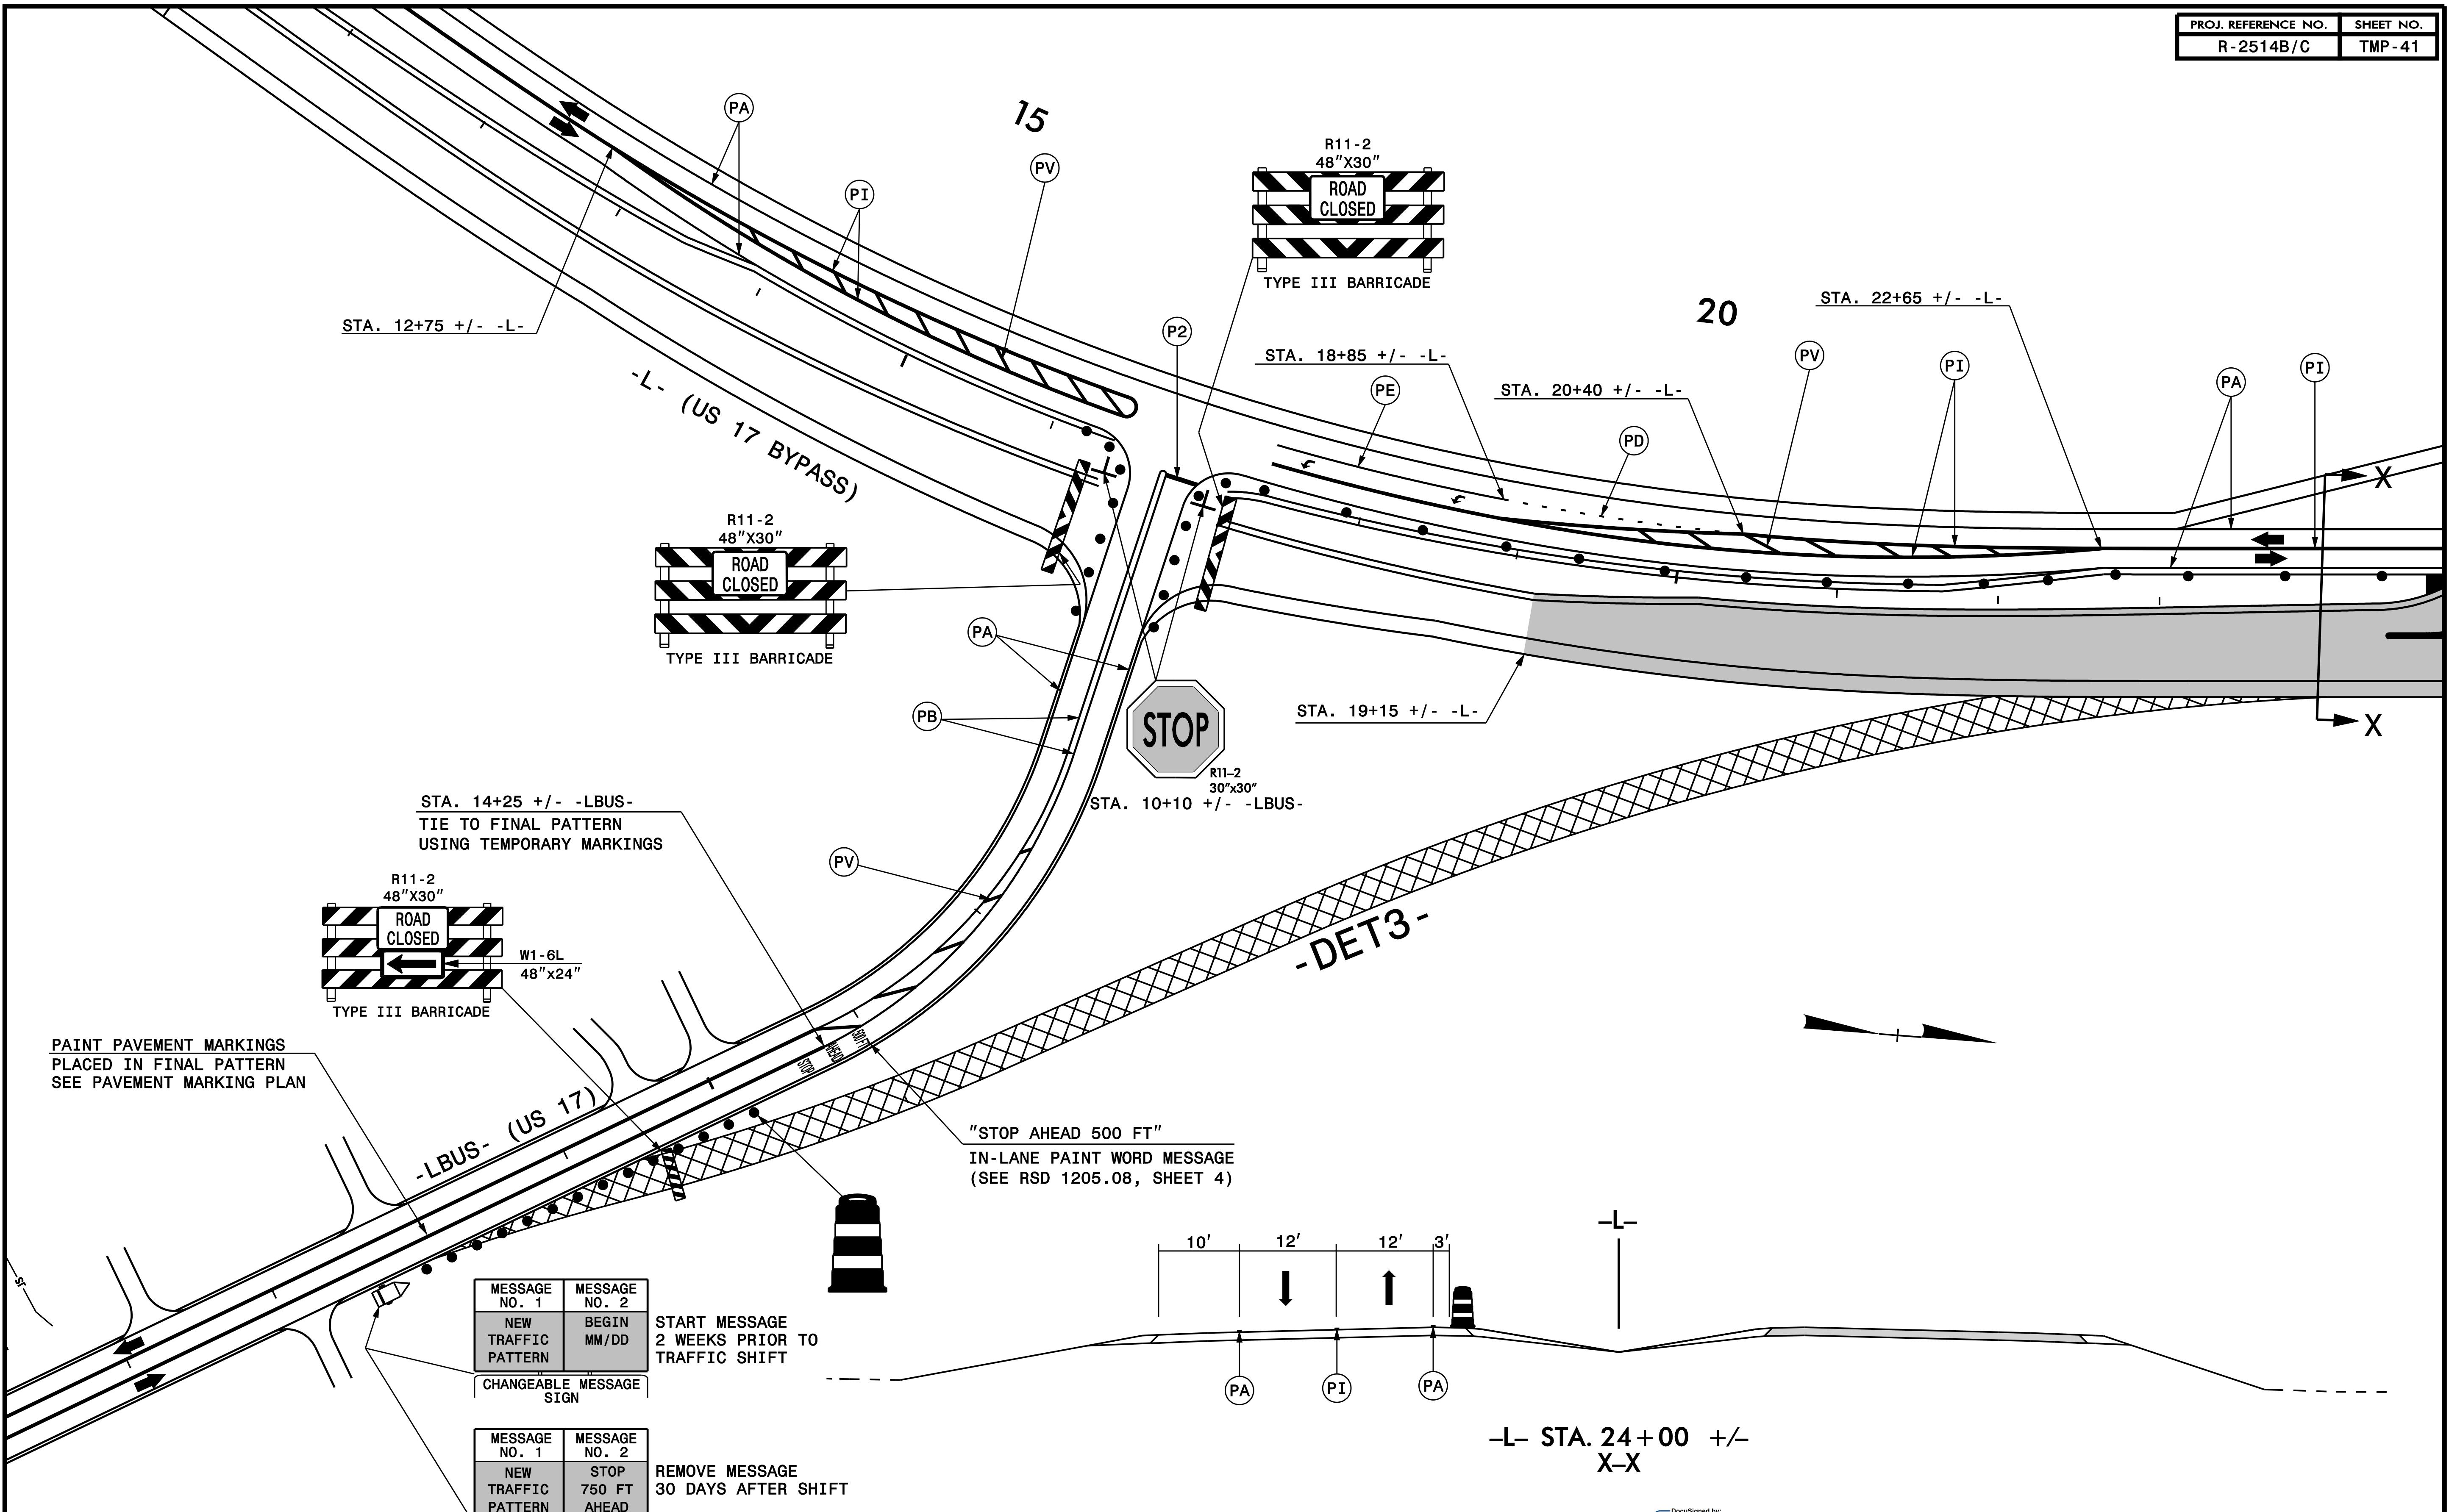 PROJ. REFERENCE NO. SHEET NO.
R-2514B/C TMP-41
PA
15
PI
PV
R11-2
48"X30"
ROAD
CLOSED
TYPE III BARRICADE
STA. 12+75 +/- -L-
-L- (US 17 BYPASS)
P2
20
STA. 22+65 +/- -L-
STA. 18+85 +/- -L-
PE
STA. 20+40 +/- -L-
PD
PV
PI
PA
PI
X
X
R11-2
48"X30"
ROAD
CLOSED
TYPE III BARRICADE
PA
PB
STOP
R11-2
30"x30"
STA. 10+10 +/- -LBUS-
STA. 19+15 +/- -L-
STA. 14+25 +/- -LBUS-
TIE TO FINAL PATTERN
USING TEMPORARY MARKINGS
PV
R11-2
48"X30"
ROAD
CLOSED
W1-6L
48"x24"
TYPE III BARRICADE
-DET3-
PAINT PAVEMENT MARKINGS
PLACED IN FINAL PATTERN
SEE PAVEMENT MARKING PLAN
STOP
AHEAD
500 FT
-LBUS- (US 17)
"STOP AHEAD 500 FT"
IN-LANE PAINT WORD MESSAGE
(SEE RSD 1205.08, SHEET 4)
MESSAGE NO. 1 MESSAGE NO. 2
NEW TRAFFIC PATTERN BEGIN MM/DD
CHANGEABLE MESSAGE
SIGN
START MESSAGE
2 WEEKS PRIOR TO
TRAFFIC SHIFT
MESSAGE NO. 1 MESSAGE NO. 2
NEW TRAFFIC PATTERN STOP 750 FT AHEAD
REMOVE MESSAGE
30 DAYS AFTER SHIFT
-L-
10' 12' 12' 3'
PA PI PA
-L- STA. 24+00 +/-
X-X
DocuSigned by: